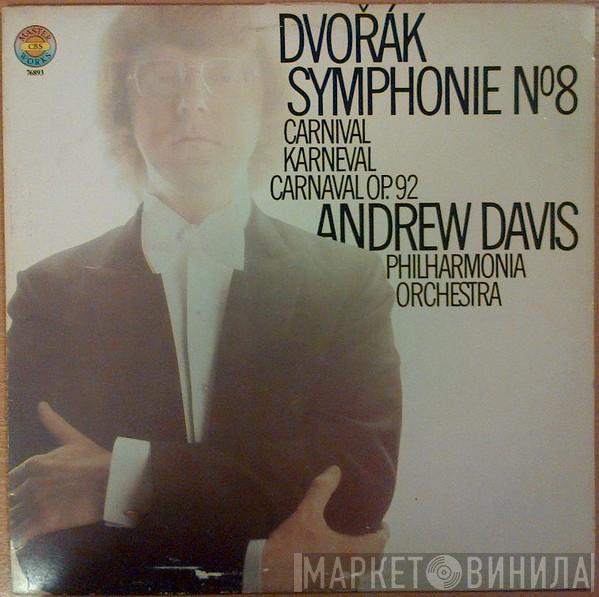 MASTER
CBS
WORKS
76893
DVOŘÁK
SYMPHONIE Nº8
CARNIVAL
KARNEVAL
CARNAVAL OP. 92
ANDREW DAVIS
PHILHARMONIA
ORCHESTRA
МАРКЕТ ВИНИЛА